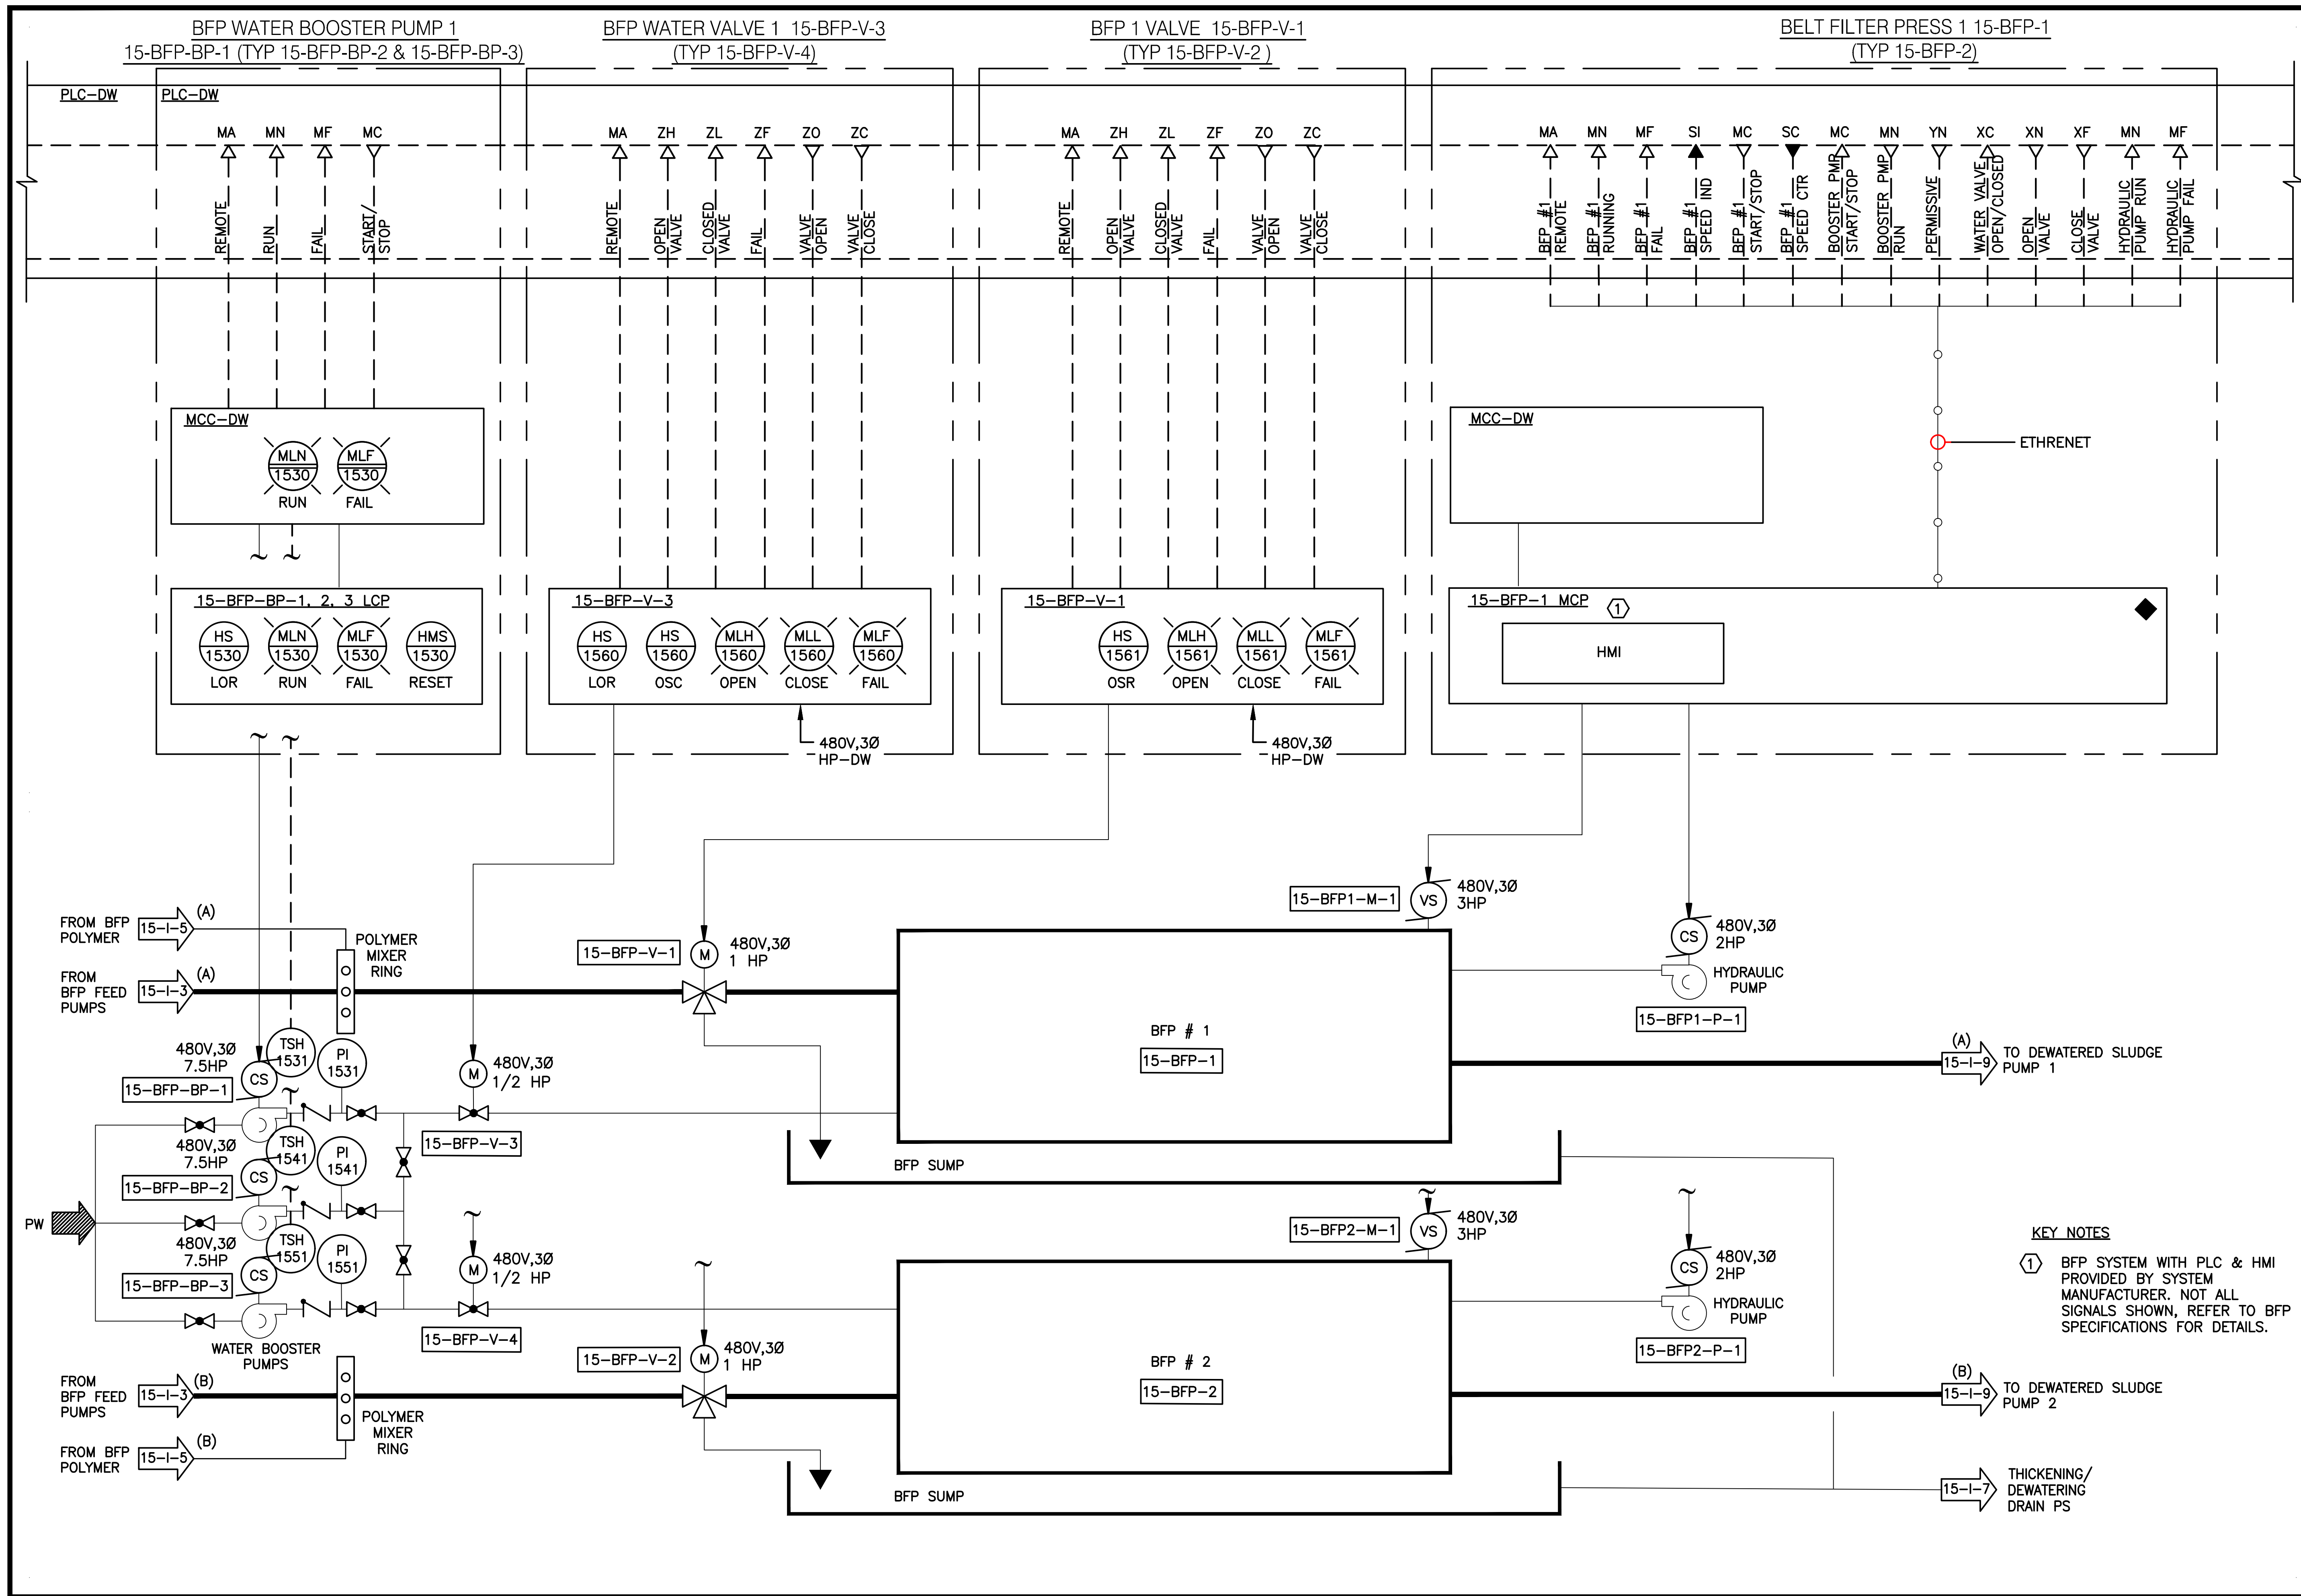 BFP WATER BOOSTER PUMP 1
15-BFP-BP-1 (TYP 15-BFP-BP-2 & 15-BFP-BP-3)
BFP WATER VALVE 1 15-BFP-V-3
(TYP 15-BFP-V-4)
BFP 1 VALVE 15-BFP-V-1
(TYP 15-BFP-V-2 )
BELT FILTER PRESS 1 15-BFP-1
(TYP 15-BFP-2)
PLC-DW
PLC-DW
MA MN MF MC
REMOTE
RUN
FAIL
START/
STOP
MA ZH ZL ZF ZO ZC
REMOTE
OPEN
VALVE
CLOSED
VALVE
FAIL
VALVE
OPEN
VALVE
CLOSE
MA ZH ZL ZF ZO ZC
REMOTE
OPEN
VALVE
CLOSED
VALVE
FAIL
VALVE
OPEN
VALVE
CLOSE
MA MN MF SI MC SC MC MN YN XC XN XF MN MF
BFP #1
REMOTE
BFP #1
RUNNING
BFP #1
FAIL
BFP #1
SPEED IND
BFP #1
START/STOP
BFP #1
SPEED CTR
BOOSTER PMP
START/STOP
BOOSTER PMP
RUN
PERMISSIVE
WATER VALVE
OPEN/CLOSED
OPEN
VALVE
CLOSE
VALVE
HYDRAULIC
PUMP RUN
HYDRAULIC
PUMP FAIL
MCC-DW
MLN
1530
RUN
MLF
1530
FAIL
MCC-DW
ETHRENET
15-BFP-BP-1, 2, 3 LCP
HS
1530
LOR
MLN
1530
RUN
MLF
1530
FAIL
HMS
1530
RESET
15-BFP-V-3
HS
1560
LOR
HS
1560
OSC
MLH
1560
OPEN
MLL
1560
CLOSE
MLF
1560
FAIL
480V,3Ø
HP-DW
15-BFP-V-1
HS
1561
OSR
MLH
1561
OPEN
MLL
1561
CLOSE
MLF
1561
FAIL
480V,3Ø
HP-DW
15-BFP-1 MCP
1
HMI
FROM BFP
POLYMER
15-I-5
(A)
POLYMER
MIXER
RING
FROM
BFP FEED
PUMPS
15-I-3
(A)
15-BFP-V-1
M
480V,3Ø
1 HP
15-BFP1-M-1
VS
480V,3Ø
3HP
CS
480V,3Ø
2HP
HYDRAULIC
PUMP
15-BFP1-P-1
BFP # 1
15-BFP-1
(A)
15-I-9
TO DEWATERED SLUDGE
PUMP 1
480V,3Ø
7.5HP
15-BFP-BP-1
CS
TSH
1531
PI
1531
M
480V,3Ø
1/2 HP
15-BFP-V-3
BFP SUMP
480V,3Ø
7.5HP
15-BFP-BP-2
CS
TSH
1541
PI
1541
PW
480V,3Ø
7.5HP
15-BFP-BP-3
CS
TSH
1551
PI
1551
M
480V,3Ø
1/2 HP
15-BFP-V-4
WATER BOOSTER
PUMPS
15-BFP2-M-1
VS
480V,3Ø
3HP
CS
480V,3Ø
2HP
HYDRAULIC
PUMP
15-BFP2-P-1
KEY NOTES
1
BFP SYSTEM WITH PLC & HMI
PROVIDED BY SYSTEM
MANUFACTURER. NOT ALL
SIGNALS SHOWN, REFER TO BFP
SPECIFICATIONS FOR DETAILS.
15-BFP-V-2
M
480V,3Ø
1 HP
BFP # 2
15-BFP-2
FROM
BFP FEED
PUMPS
15-I-3
(B)
POLYMER
MIXER
RING
FROM BFP
POLYMER
15-I-5
(B)
(B)
15-I-9
TO DEWATERED SLUDGE
PUMP 2
BFP SUMP
15-I-7
THICKENING/
DEWATERING
DRAIN PS